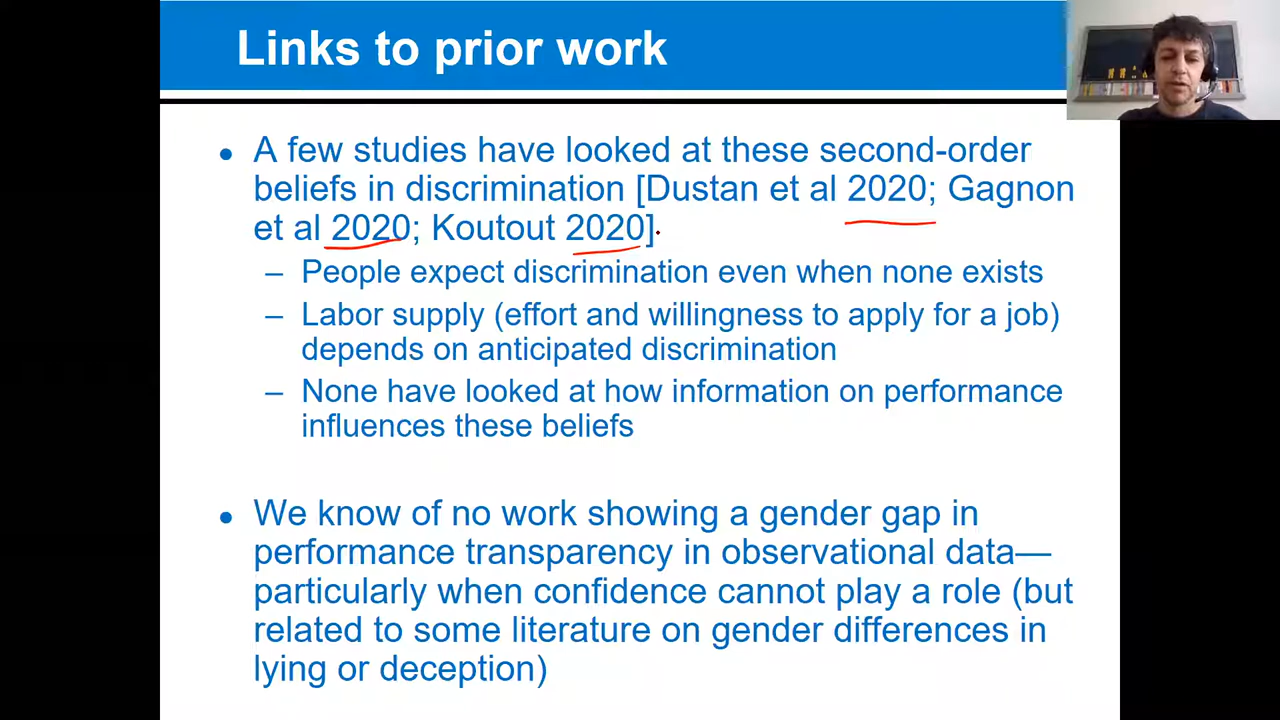 Links to prior work
• A few studies have looked at these second-order
beliefs in discrimination [Dustan et al 2020; Gagnon
et al 2020; Koutout 2020]
– People expect discrimination even when none exists
– Labor supply (effort and willingness to apply for a job)
depends on anticipated discrimination
– None have looked at how information on performance
influences these beliefs
• We know of no work showing a gender gap in
performance transparency in observational data—
particularly when confidence cannot play a role (but
related to some literature on gender differences in
lying or deception)